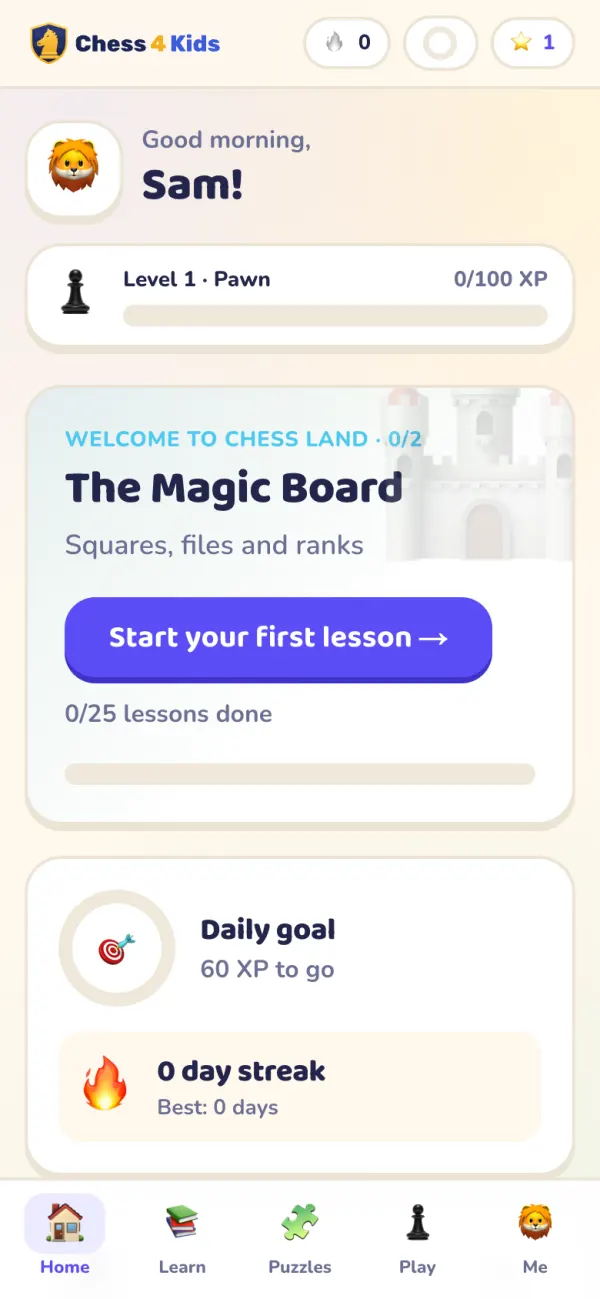 Chess 4 Kids
0
1
Good morning,
Sam!
Level 1 · Pawn
0/100 XP
WELCOME TO CHESS LAND · 0/2
The Magic Board
Squares, files and ranks
Start your first lesson →
0/25 lessons done
Daily goal
60 XP to go
0 day streak
Best: 0 days
Home
Learn
Puzzles
Play
Me